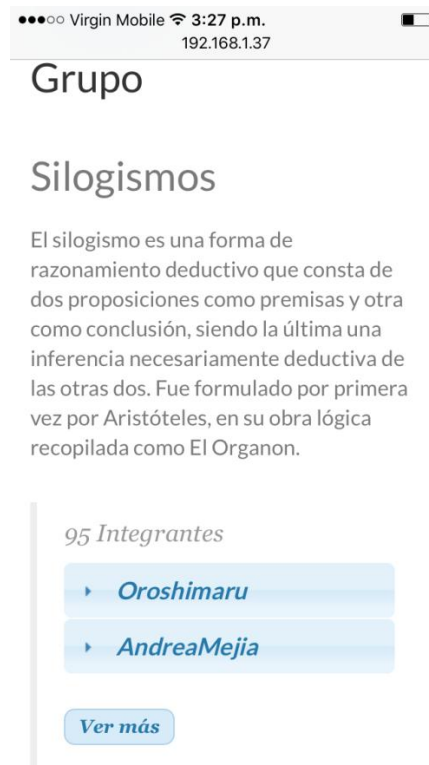 Virgin Mobile 3:27 p.m.
192.168.1.37
Grupo
Silogismos
El silogismo es una forma de
razonamiento deductivo que consta de
dos proposiciones como premisas y otra
como conclusión, siendo la última una
inferencia necesariamente deductiva de
las otras dos. Fue formulado por primera
vez por Aristóteles, en su obra lógica
recopilada como El Organon.
95 Integrantes
Oroshimaru
AndreaMejia
Ver más